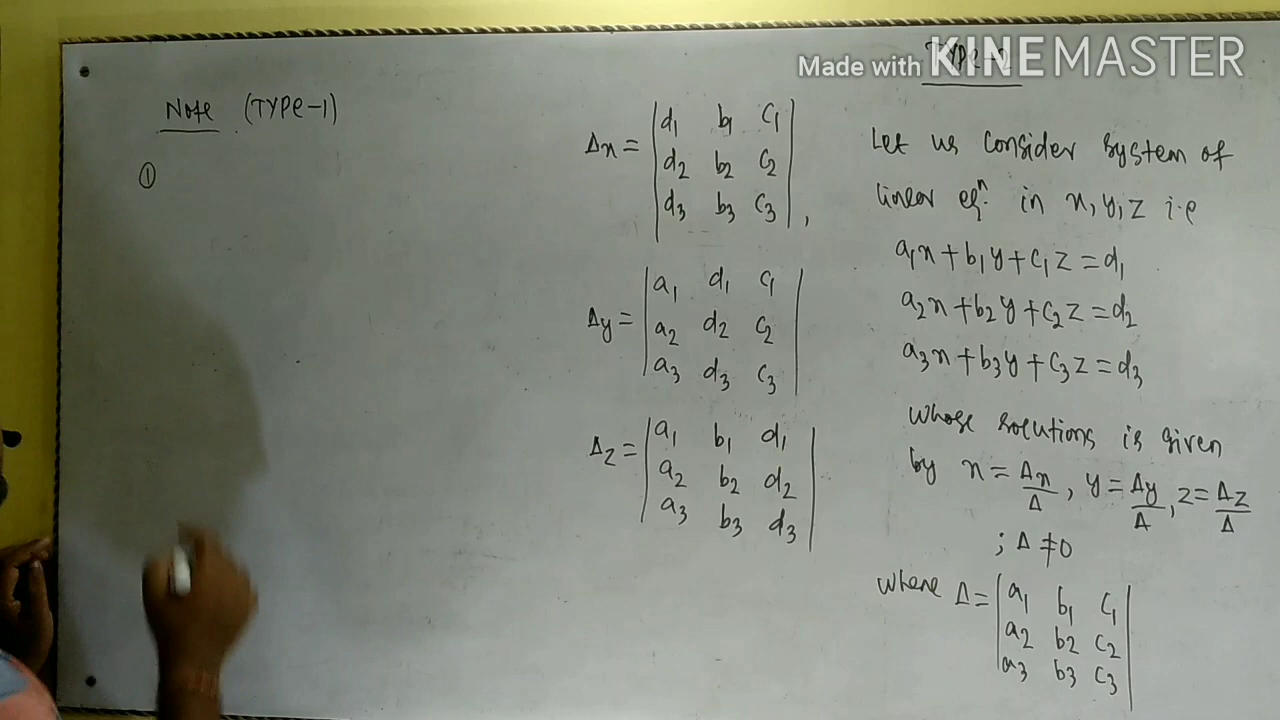 Made with KINEMASTER
Note (TYPE-1)
①
Δx = | d1 b1 c1 |
| d2 b2 c2 |
| d3 b3 c3 | ,
Δy = | a1 d1 c1 |
| a2 d2 c2 |
| a3 d3 c3 |
Δz = | a1 b1 d1 |
| a2 b2 d2 |
| a3 b3 d3 |
Let us consider system of
linear eqn. in x, y, z i.e
a1x + b1y + c1z = d1
a2x + b2y + c2z = d2
a3x + b3y + c3z = d3
whose solutions is given
by x = Δx/Δ, y = Δy/Δ, z = Δz/Δ
; Δ ≠ 0
where Δ = | a1 b1 c1 |
| a2 b2 c2 |
| a3 b3 c3 |